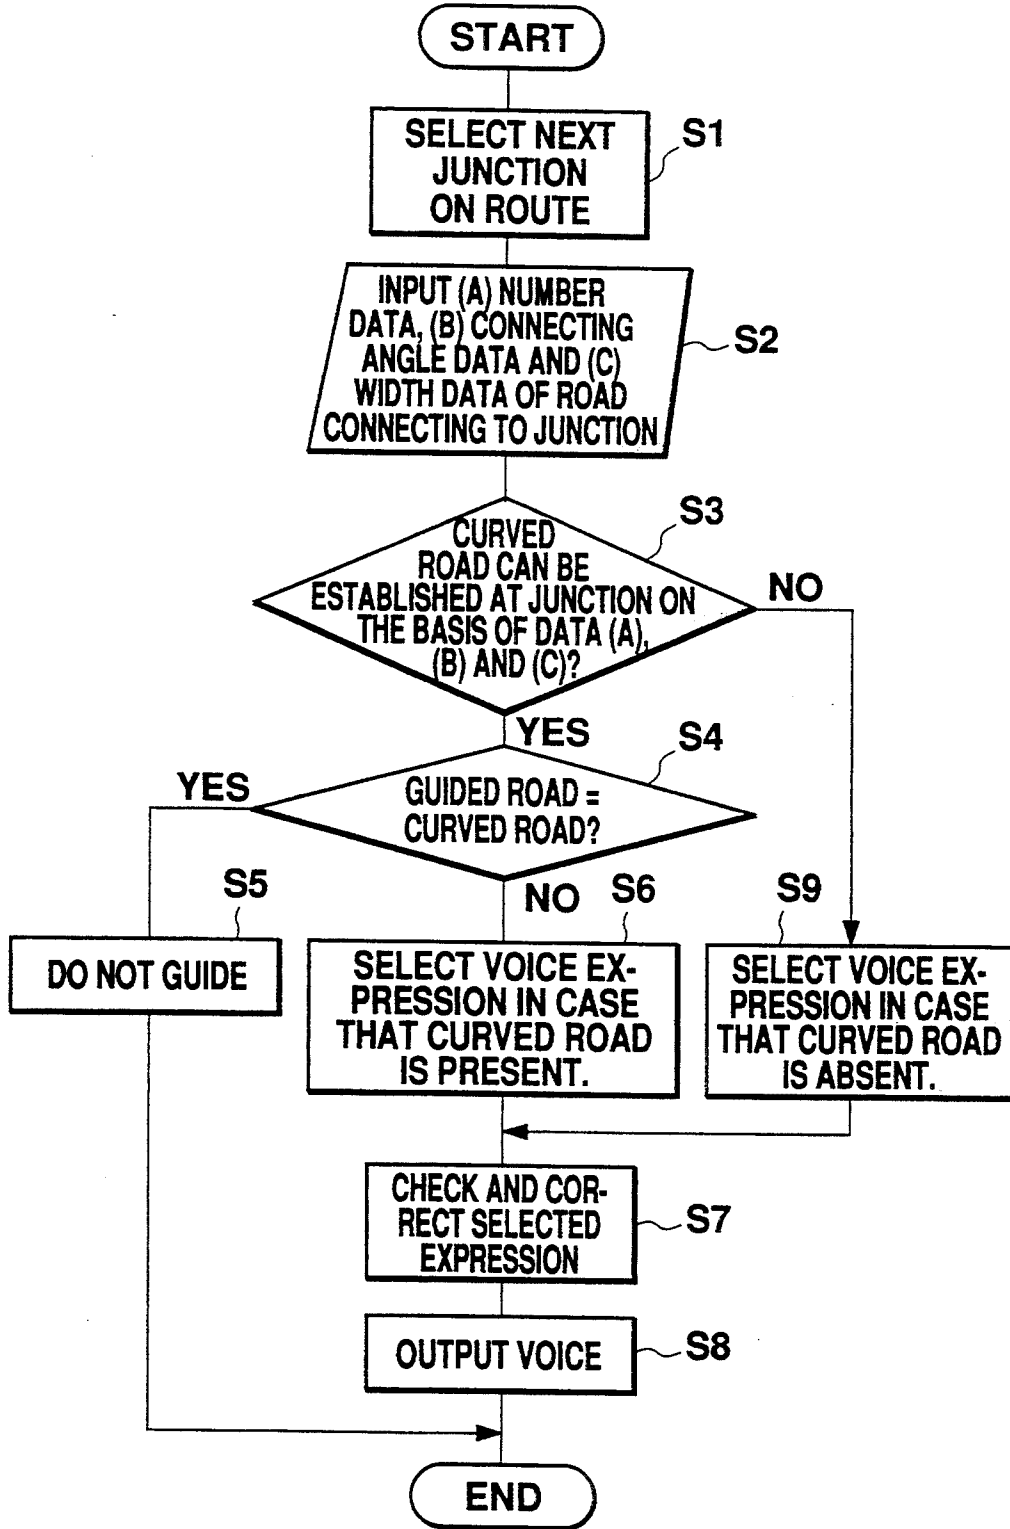 START
SELECT NEXT
JUNCTION
ON ROUTE
S1
INPUT (A) NUMBER
DATA, (B) CONNECTING
ANGLE DATA AND (C)
WIDTH DATA OF ROAD
CONNECTING TO JUNCTION
S2
CURVED
ROAD CAN BE
ESTABLISHED AT JUNCTION ON
THE BASIS OF DATA (A),
(B) AND (C)?
S3
NO
YES
GUIDED ROAD =
CURVED ROAD?
S4
YES
NO
S5
DO NOT GUIDE
S6
SELECT VOICE EX-
PRESSION IN CASE
THAT CURVED ROAD
IS PRESENT.
S9
SELECT VOICE EX-
PRESSION IN CASE
THAT CURVED ROAD
IS ABSENT.
CHECK AND COR-
RECT SELECTED
EXPRESSION
S7
OUTPUT VOICE
S8
END